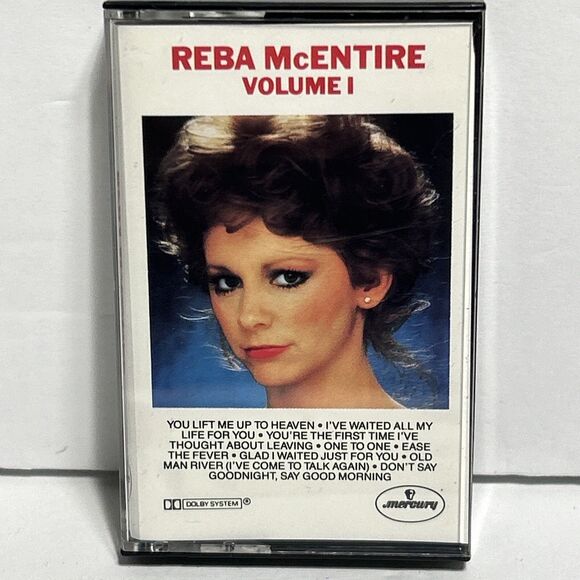 REBA McENTIRE
VOLUME I
YOU LIFT ME UP TO HEAVEN • I'VE WAITED ALL MY
LIFE FOR YOU • YOU'RE THE FIRST TIME I'VE
THOUGHT ABOUT LEAVING • ONE TO ONE • EASE
THE FEVER • GLAD I WAITED JUST FOR YOU • OLD
MAN RIVER (I'VE COME TO TALK AGAIN) • DON'T SAY
GOODNIGHT, SAY GOOD MORNING
DOLBY SYSTEM ®
mercury